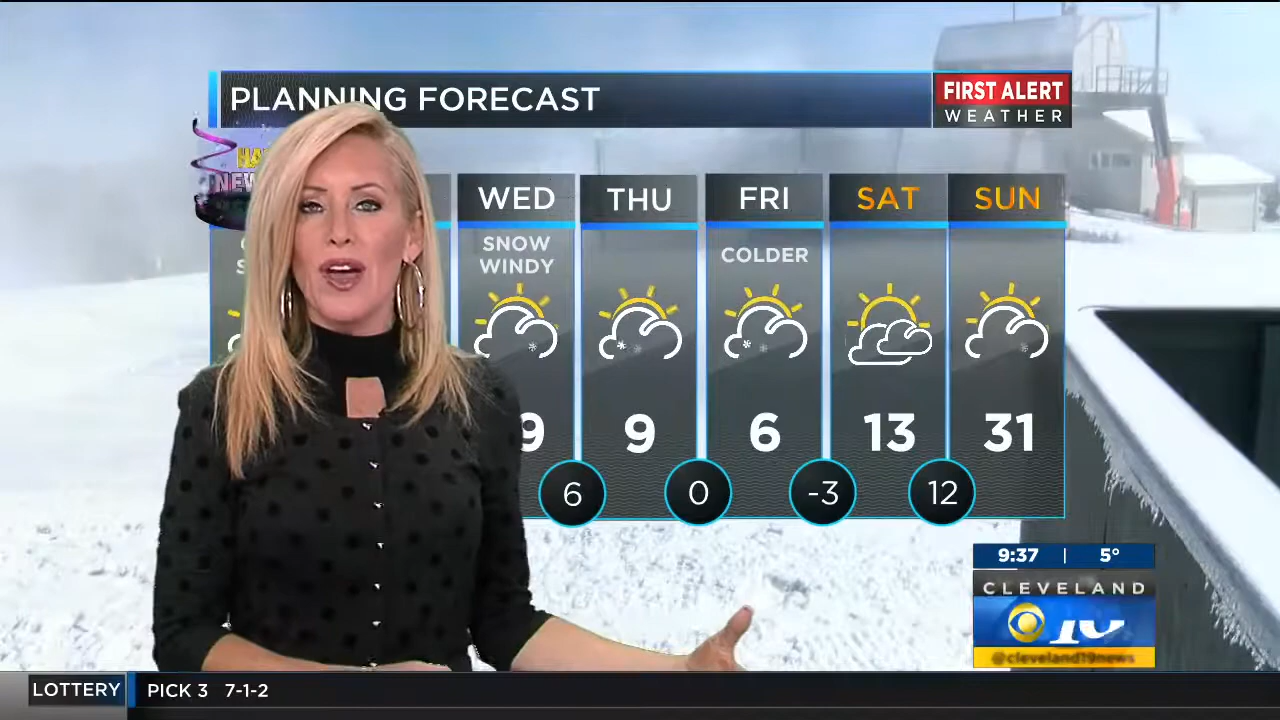 PLANNING FORECAST
FIRST ALERT
WEATHER
WED
THU
FRI
SAT
SUN
SNOW
WINDY
COLDER
9
9
6
13
31
6
0
-3
12
9:37 | 5°
CLEVELAND
@cleveland19news
LOTTERY
PICK 3 7-1-2